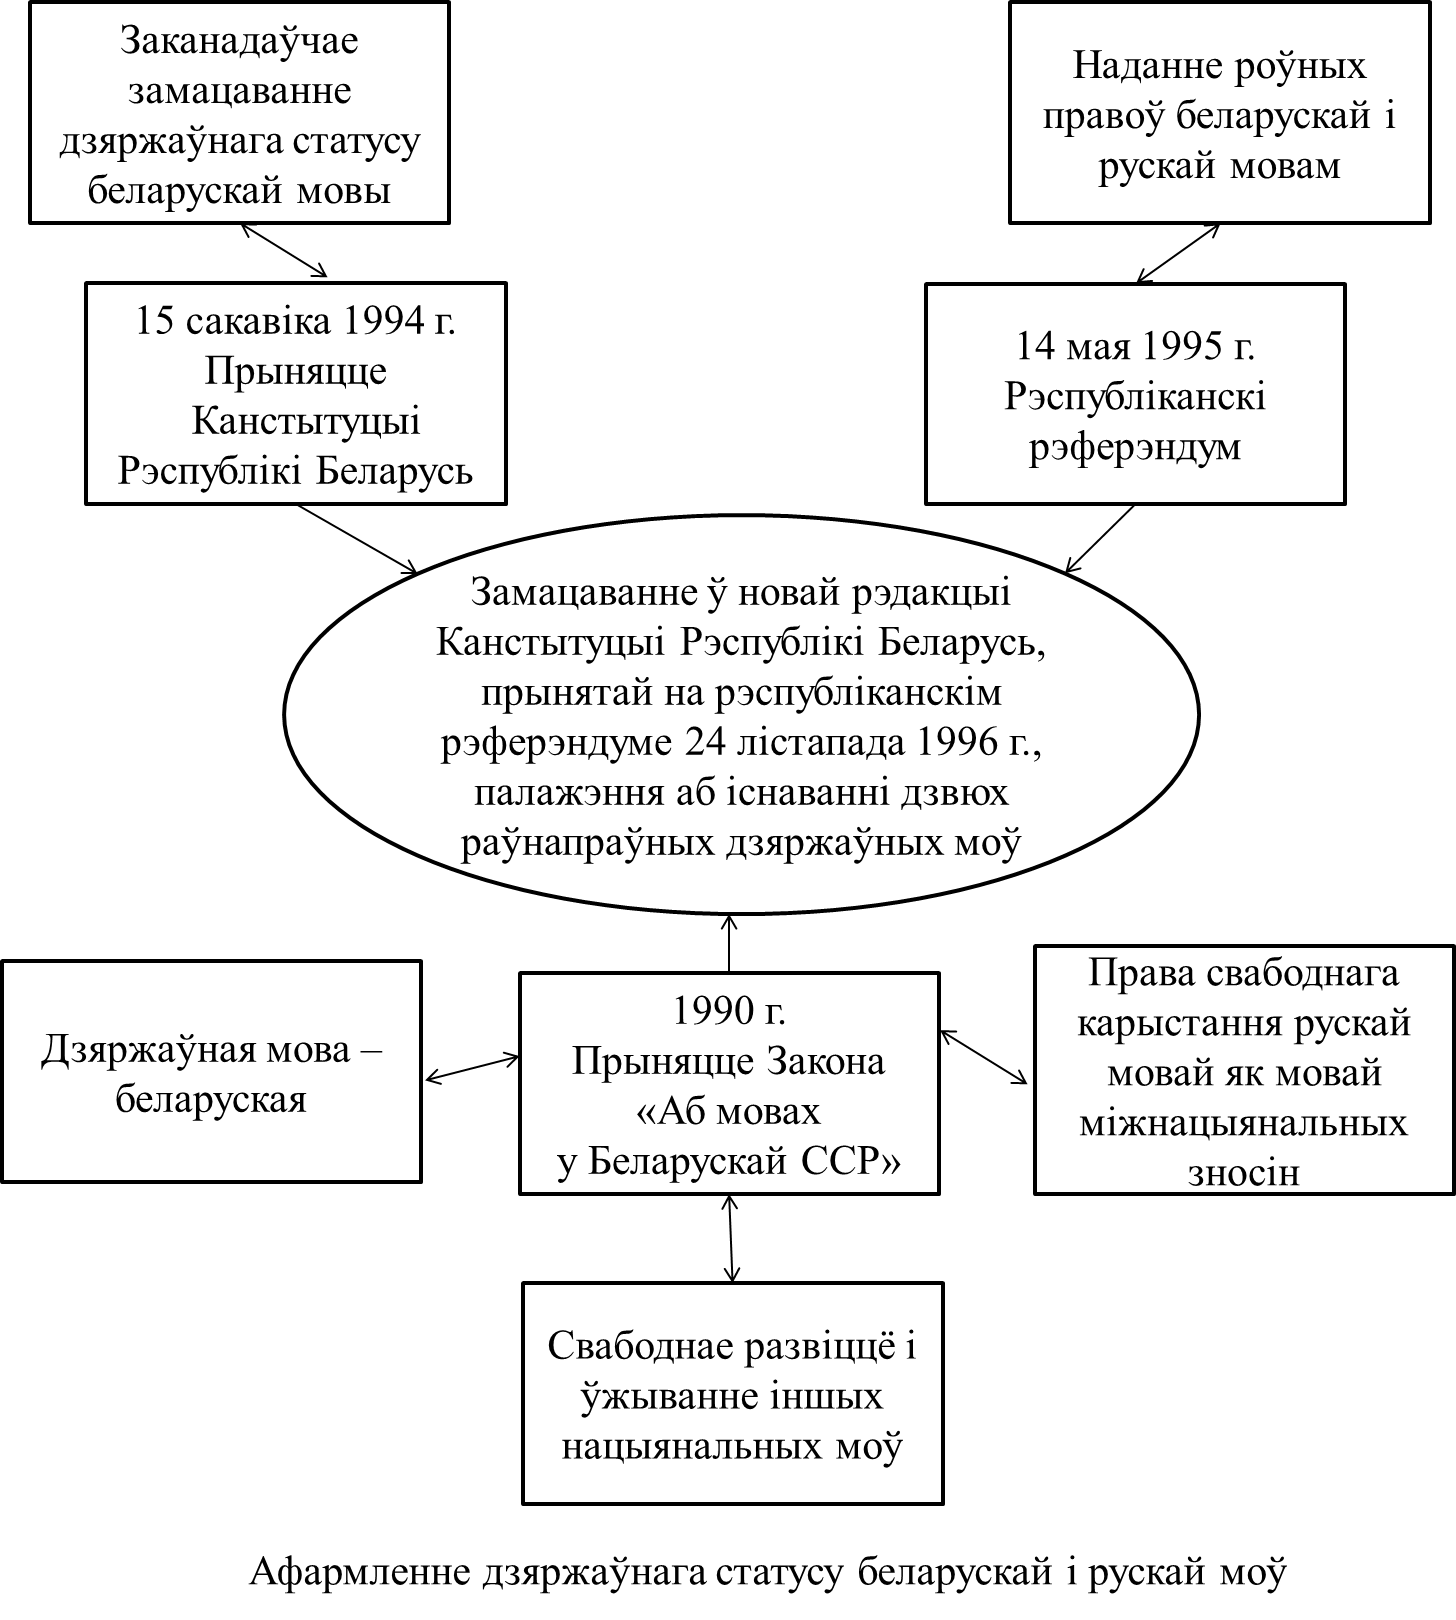 Заканадаўчае
замацаванне
дзяржаўнага статусу
беларускай мовы
Наданне роўных
правоў беларускай і
рускай мовам
15 сакавіка 1994 г.
Прыняцце
Канстытуцыі
Рэспублікі Беларусь
14 мая 1995 г.
Рэспубліканскі
рэферэндум
Замацаванне ў новай рэдакцыі
Канстытуцыі Рэспублікі Беларусь,
прынятай на рэспубліканскім
рэферэндуме 24 лістапада 1996 г.,
палажэння аб існаванні дзвюх
раўнапраўных дзяржаўных моў
Дзяржаўная мова –
беларуская
1990 г.
Прыняцце Закона
«Аб мовах
у Беларускай ССР»
Права свабоднага
карыстання рускай
мовай як мовай
міжнацыянальных
зносін
Свабоднае развіццё і
ўжыванне іншых
нацыянальных моў
Афармленне дзяржаўнага статусу беларускай і рускай моў